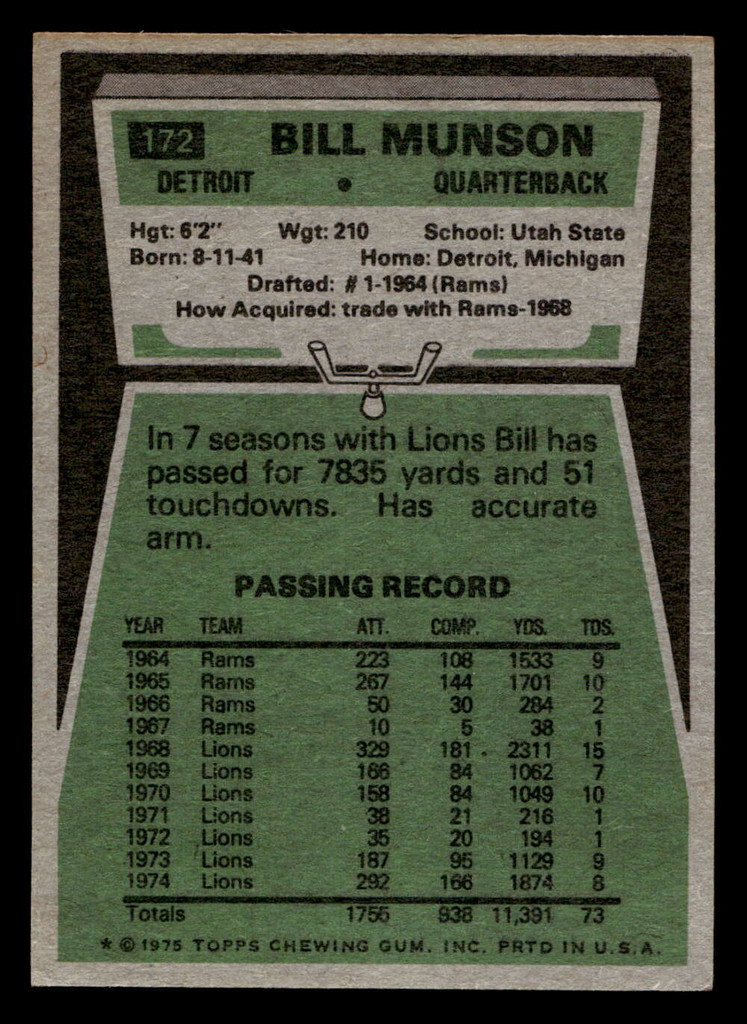 172 BILL MUNSON
DETROIT • QUARTERBACK
Hgt: 6'2" Wgt: 210 School: Utah State
Born: 8-11-41 Home: Detroit, Michigan
Drafted: #1-1964 (Rams)
How Acquired: trade with Rams-1968
In 7 seasons with Lions Bill has
passed for 7835 yards and 51
touchdowns. Has accurate
arm.
PASSING RECORD
YEAR TEAM ATT. COMP. YDS. TDS.
1964 Rams 223 108 1533 9
1965 Rams 267 144 1701 10
1966 Rams 50 30 284 2
1967 Rams 10 5 38 1
1968 Lions 329 181 2311 15
1969 Lions 166 84 1062 7
1970 Lions 158 84 1049 10
1971 Lions 38 21 216 1
1972 Lions 35 20 194 1
1973 Lions 187 95 1129 9
1974 Lions 292 166 1874 8
Totals 1755 938 11,391 73
* © 1975 TOPPS CHEWING GUM. INC. PRTD IN U.S.A.